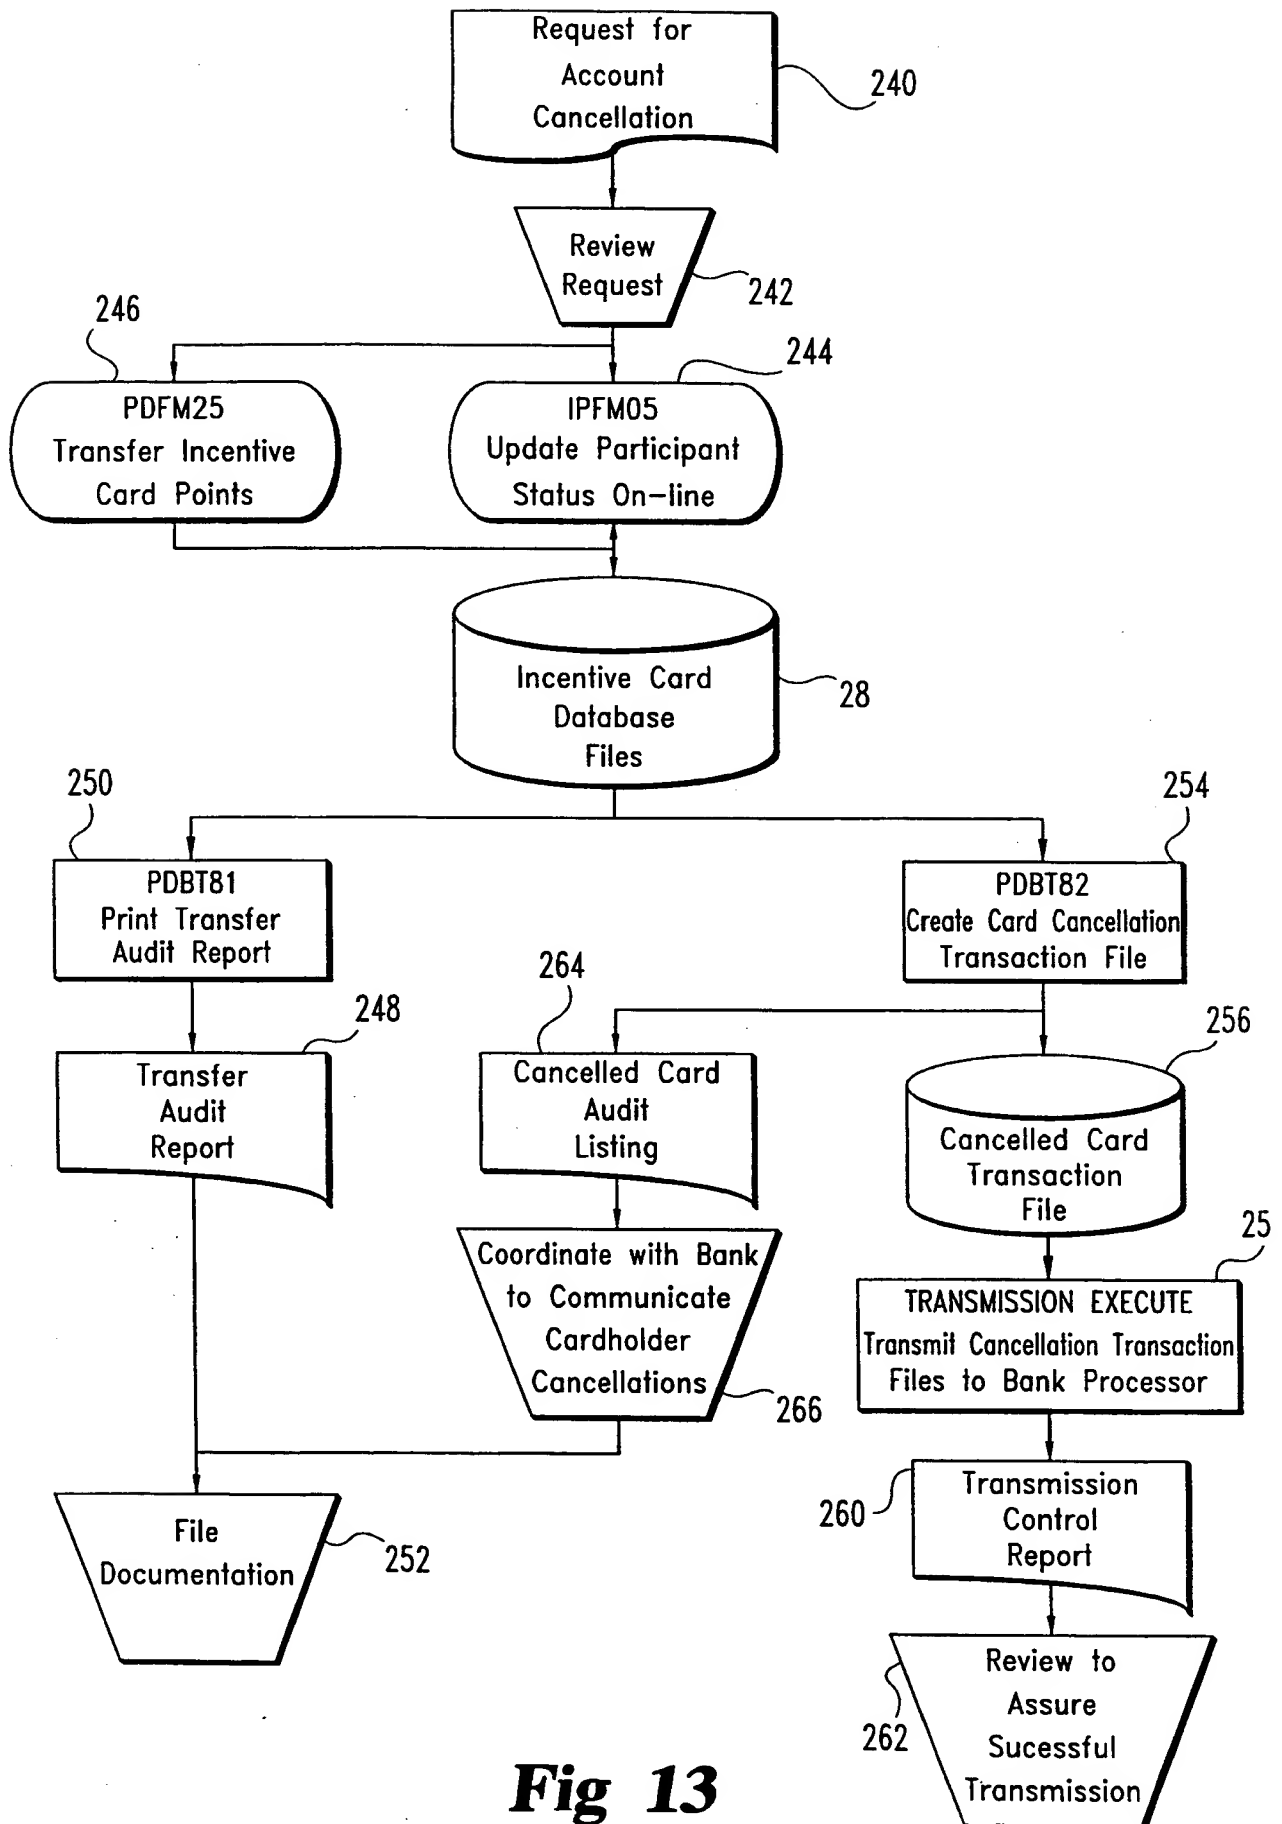 Request for
Account
Cancellation
240
Review
Request
242
246
244
PDFM25
Transfer Incentive
Card Points
IPFM05
Update Participant
Status On-line
Incentive Card
Database
Files
28
250
254
PDBT81
Print Transfer
Audit Report
PDBT82
Create Card Cancellation
Transaction File
264
248
256
Transfer
Audit
Report
Cancelled Card
Audit
Listing
Cancelled Card
Transaction
File
25
Coordinate with Bank
to Communicate
Cardholder
Cancellations
266
TRANSMISSION EXECUTE
Transmit Cancellation Transaction
Files to Bank Processor
260
Transmission
Control
Report
File
Documentation
252
Review to
Assure
Sucessful
Transmission
262
Fig 13